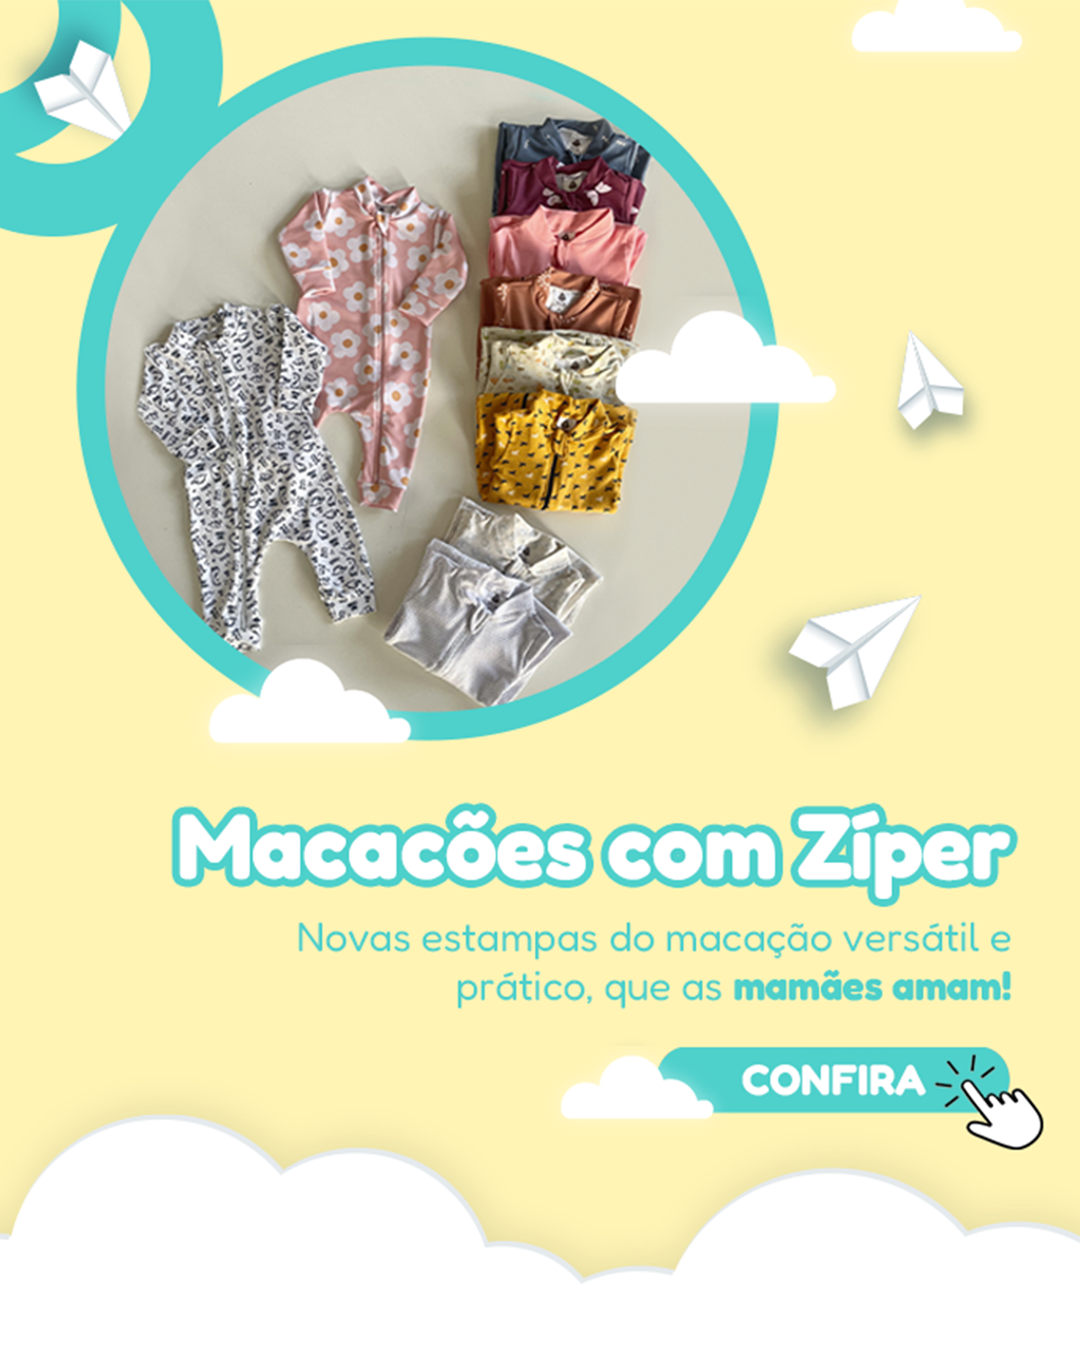 Macacões com Zíper
Novas estampas do macação versátil e
prático, que as mamães amam!
CONFIRA